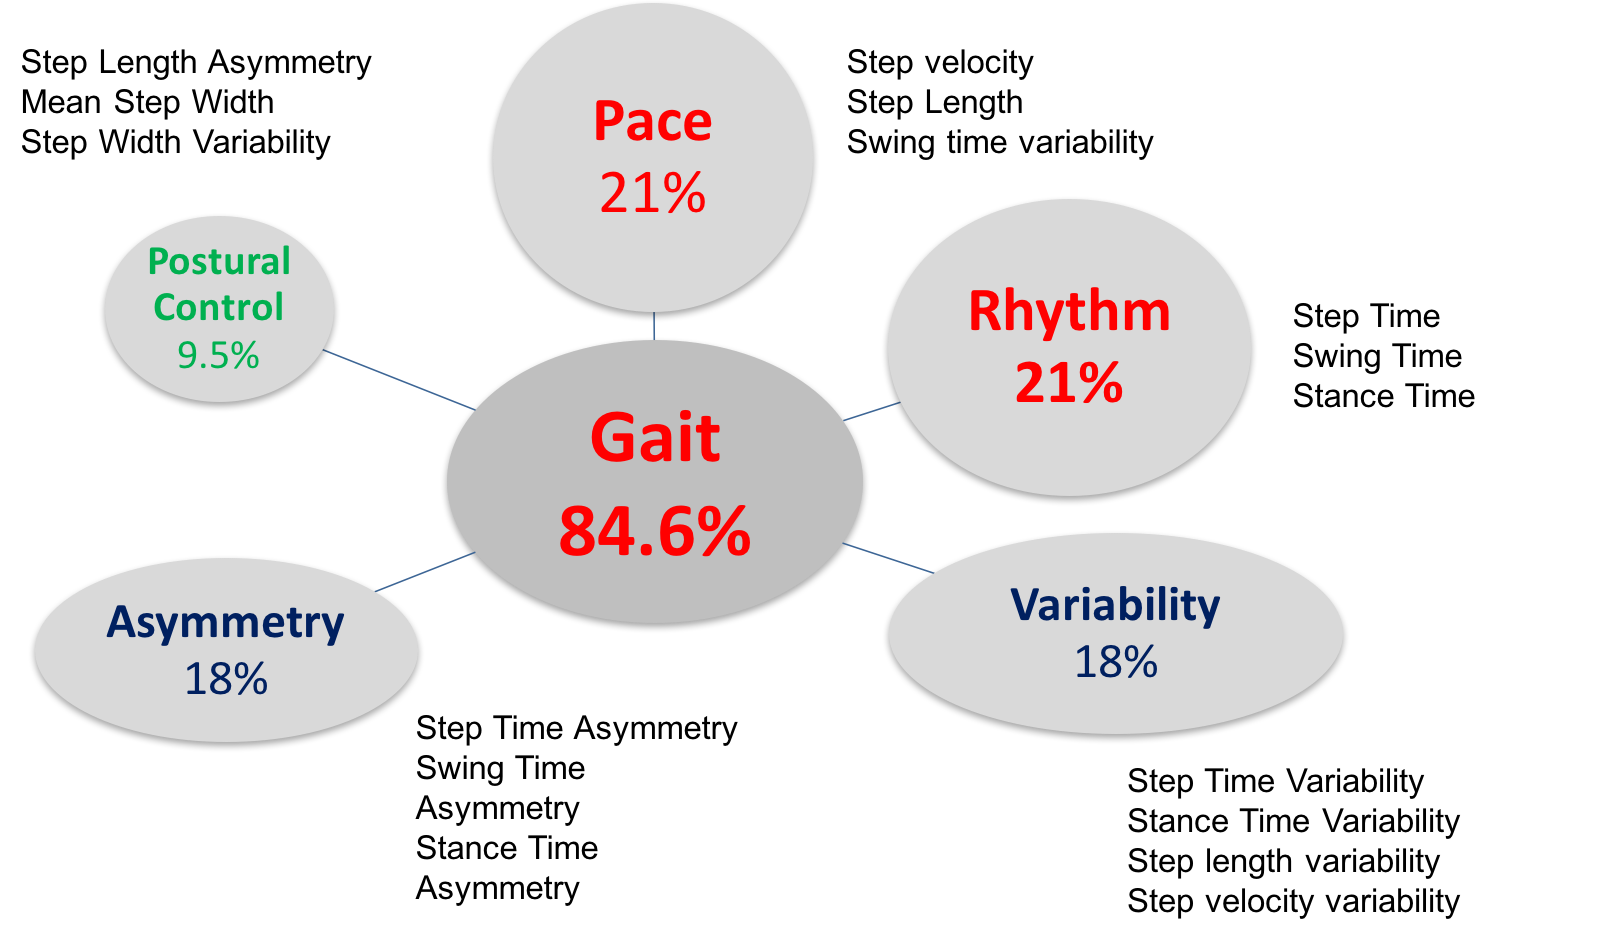 Step Length Asymmetry
Mean Step Width
Step Width Variability
Pace
21%
Step velocity
Step Length
Swing time variability
Postural
Control
9.5%
Rhythm
21%
Step Time
Swing Time
Stance Time
Gait
84.6%
Asymmetry
18%
Variability
18%
Step Time Asymmetry
Swing Time
Asymmetry
Stance Time
Asymmetry
Step Time Variability
Stance Time Variability
Step length variability
Step velocity variability